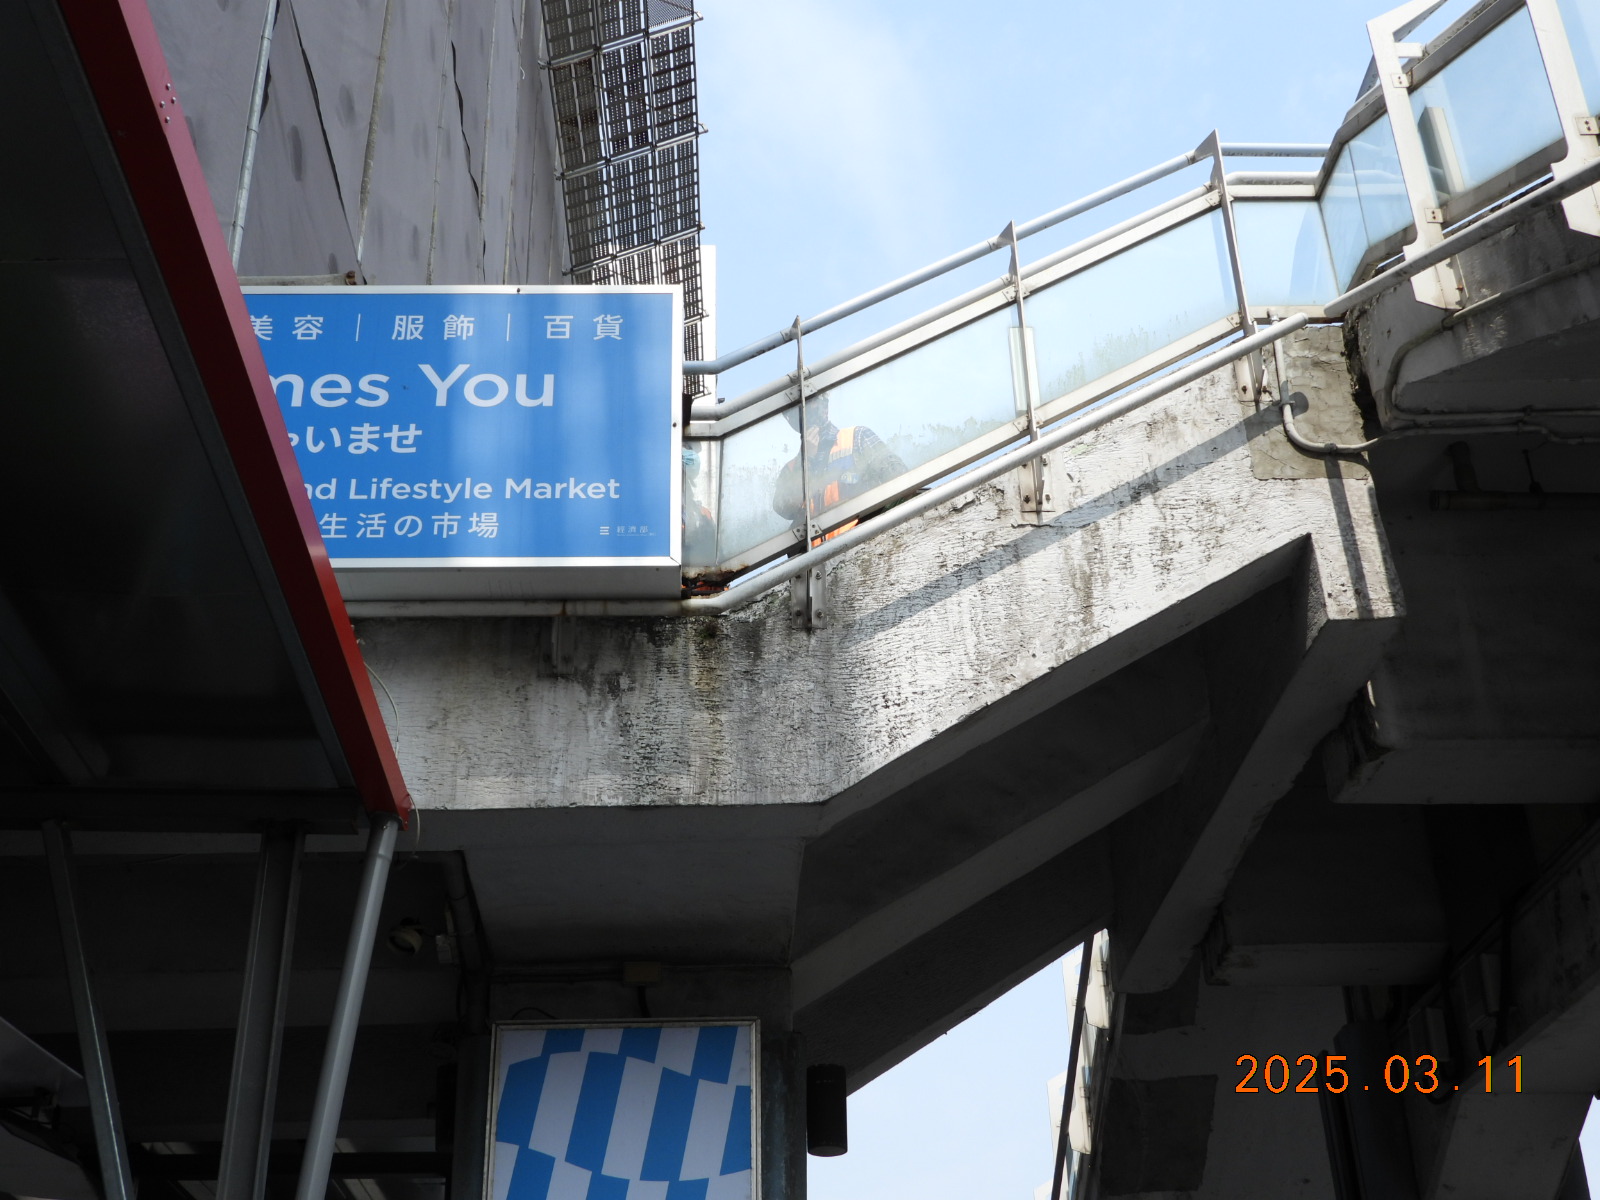 美容｜服飾｜百貨
mes You
ゃいませ
nd Lifestyle Market
生活の市場
經濟部
2025.03.11